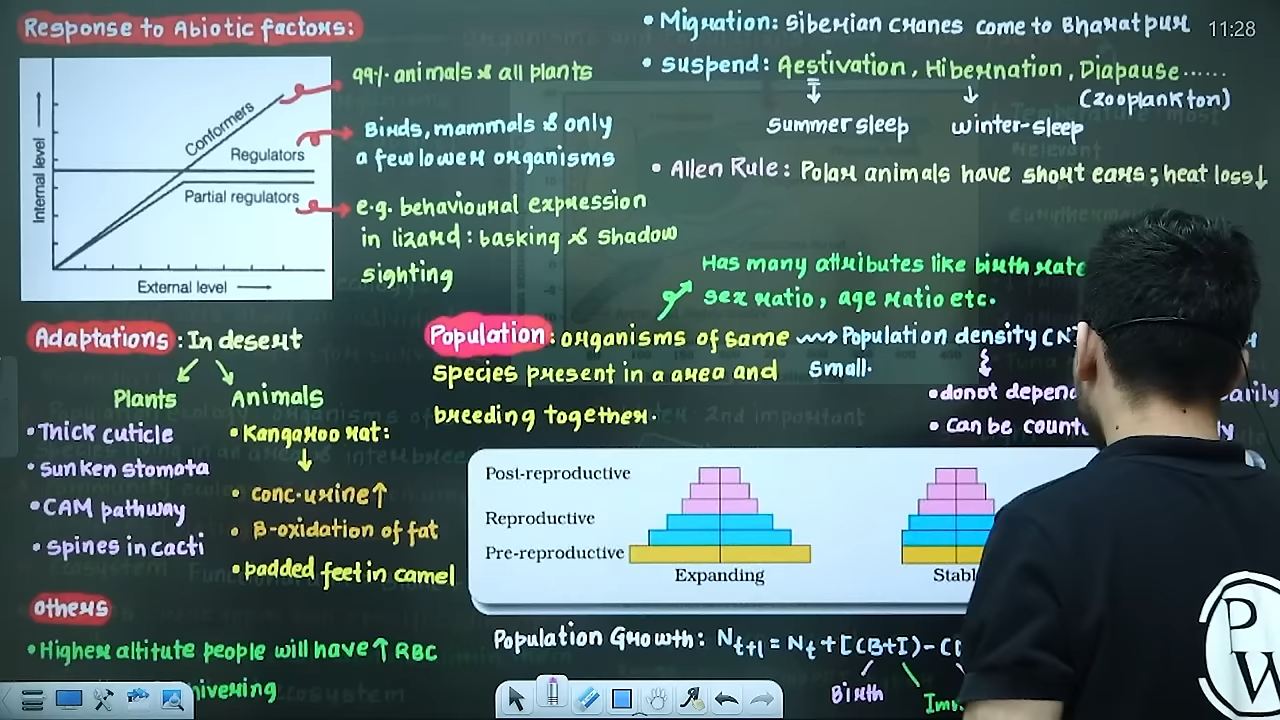 Response to Abiotic factors:
Internal level
Conformers
Regulators
Partial regulators
External level
99% animals & all plants
Birds, mammals & only
a few lower organisms
e.g. behavioural expression
in lizard: basking & shadow
sighting
• Migration: Siberian cranes come to Bharatpur
11:28
• suspend: Aestivation, Hibernation, Diapause......
(zooplankton)
summer sleep
winter-sleep
• Allen Rule: Polar animals have short ears; heat loss↓
Has many attributes like birth rate
sex ratio, age ratio etc.
Adaptations: In desert
Plants
Animals
• Thick cuticle
• sunken stomata
• CAM pathway
• spines in cacti
• Kangaroo rat:
• conc. urine↑
• B-oxidation of fat
• padded feet in camel
Population: organisms of same
species present in a area and
breeding together.
Population density (N)
small.
• donot
• can be
Post-reproductive
Reproductive
Pre-reproductive
Expanding
others
• Higher altitute people will have ↑ RBC
Population Growth: Nt+1 = Nt + [(B+I)-(
Birth
PW